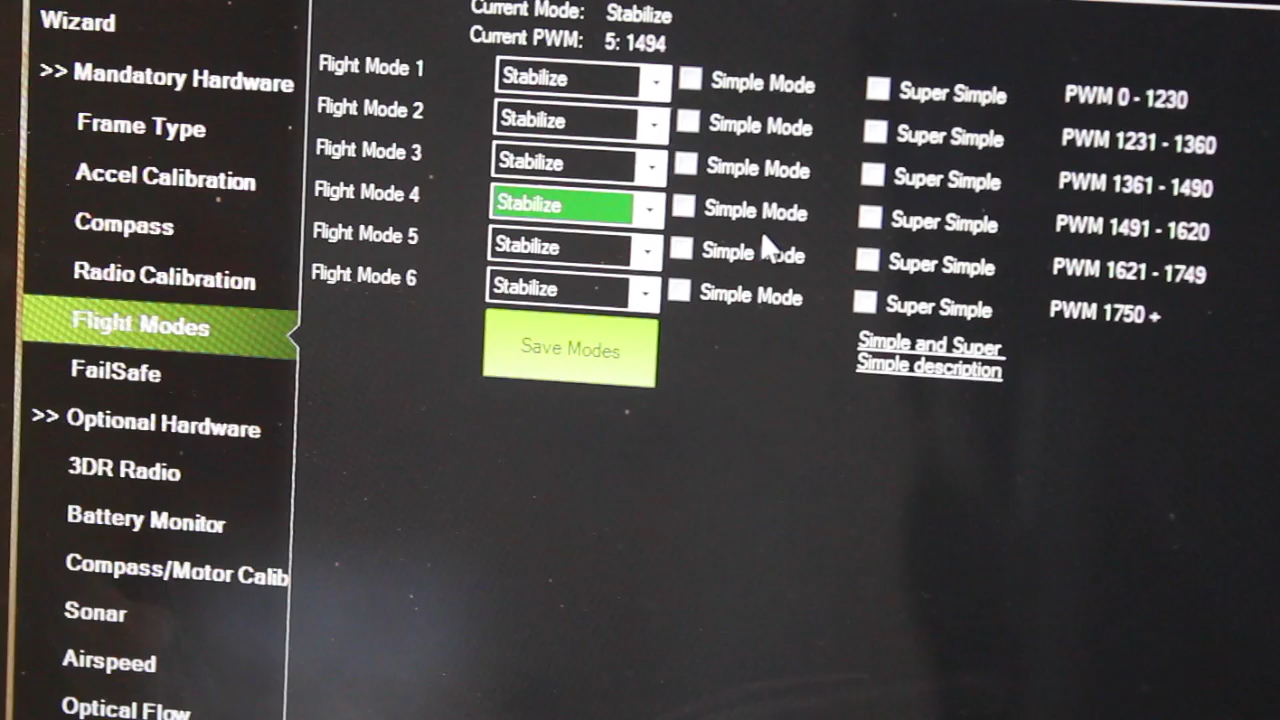 Wizard
>> Mandatory Hardware
Frame Type
Accel Calibration
Compass
Radio Calibration
Flight Modes
FailSafe
>> Optional Hardware
3DR Radio
Battery Monitor
Compass/Motor Calib
Sonar
Airspeed
Optical Flow
Current Mode: Stabilize
Current PWM: 5: 1494
Flight Mode 1 Stabilize Simple Mode Super Simple PWM 0 - 1230
Flight Mode 2 Stabilize Simple Mode Super Simple PWM 1231 - 1360
Flight Mode 3 Stabilize Simple Mode Super Simple PWM 1361 - 1490
Flight Mode 4 Stabilize Simple Mode Super Simple PWM 1491 - 1620
Flight Mode 5 Stabilize Simple Mode Super Simple PWM 1621 - 1749
Flight Mode 6 Stabilize Simple Mode Super Simple PWM 1750 +
Save Modes
Simple and Super
Simple description